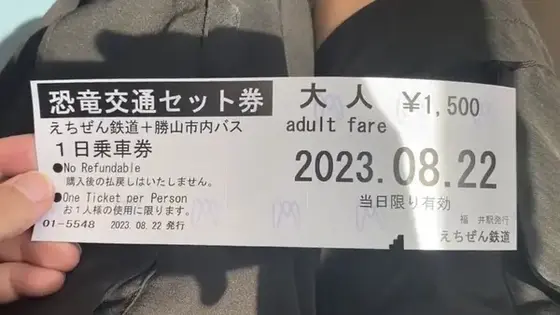 恐竜交通セット券
大人 ¥1,500
adult fare
えちぜん鉄道+勝山市内バス
1日乗車券
2023.08.22
●No Refundable
購入後の払戻しはいたしません。
●One Ticket per Person
お1人様の使用に限ります。
当日限り有効
01-5548 2023.08.22 発行
福井駅発行
えちぜん鉄道